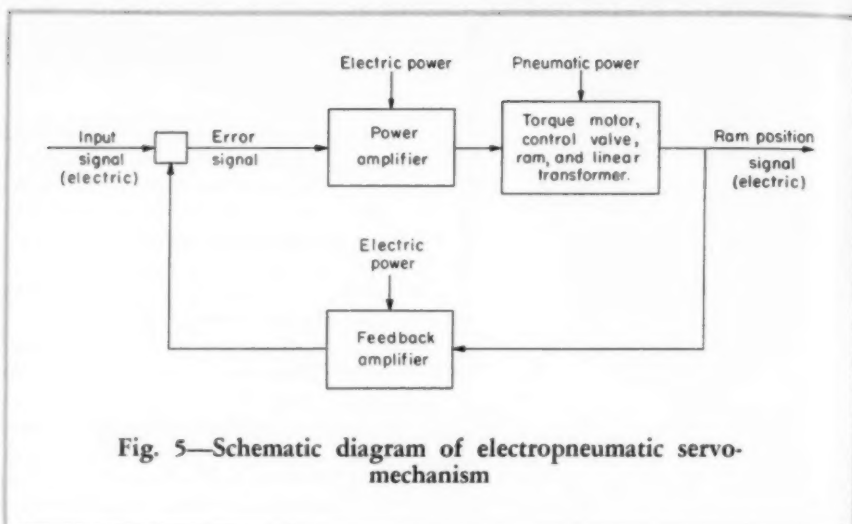 Electric power
Pneumatic power
Input
signal
(electric)
Error
signal
Power
amplifier
Torque motor,
control valve,
ram, and linear
transformer.
Ram position
signal
(electric)
Electric
power
Feedback
amplifier
Fig. 5—Schematic diagram of electropneumatic servo-
mechanism